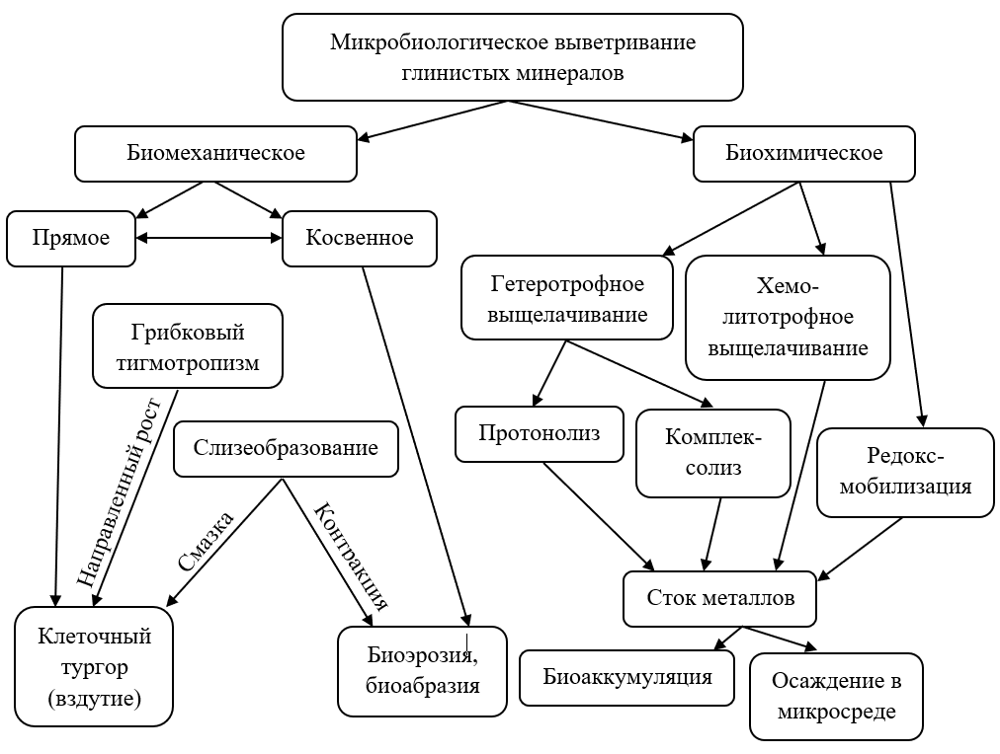 Микробиологическое выветривание
глинистых минералов
Биомеханическое
Биохимическое
Прямое
Косвенное
Гетеротрофное
выщелачивание
Хемо-
литотрофное
выщелачивание
Грибковый
тигмотропизм
Направленный рост
Слизеобразование
Смазка
Контракция
Протонолиз
Комплек-
солиз
Редокс-
мобилизация
Сток металлов
Клеточный
тургор
(вздутие)
Биоэрозия,
биоабразия
Биоаккумуляция
Осаждение в
микросреде